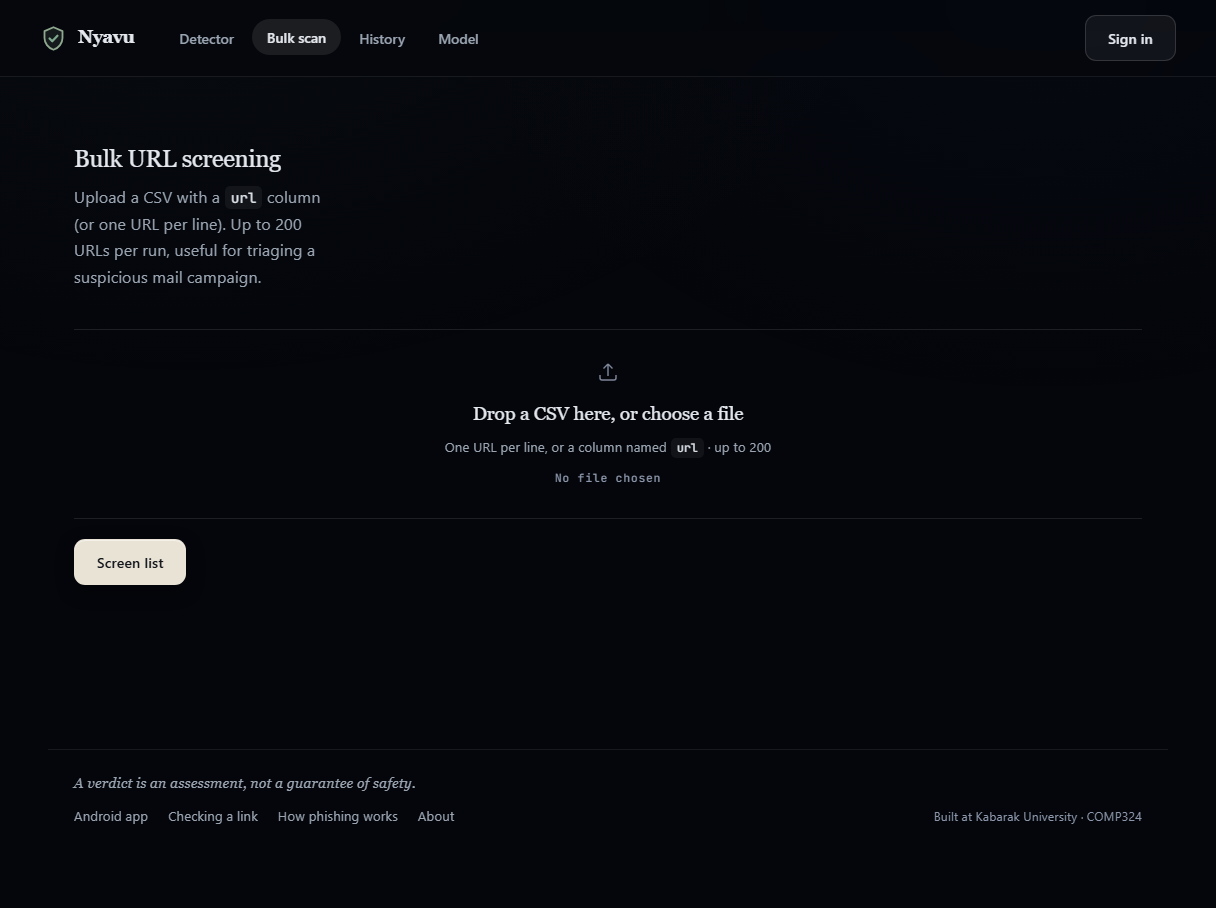 Nyavu
Detector
Bulk scan
History
Model
Sign in
Bulk URL screening
Upload a CSV with a url column
(or one URL per line). Up to 200
URLs per run, useful for triaging a
suspicious mail campaign.
Drop a CSV here, or choose a file
One URL per line, or a column named url · up to 200
No file chosen
Screen list
A verdict is an assessment, not a guarantee of safety.
Android app
Checking a link
How phishing works
About
Built at Kabarak University · COMP324